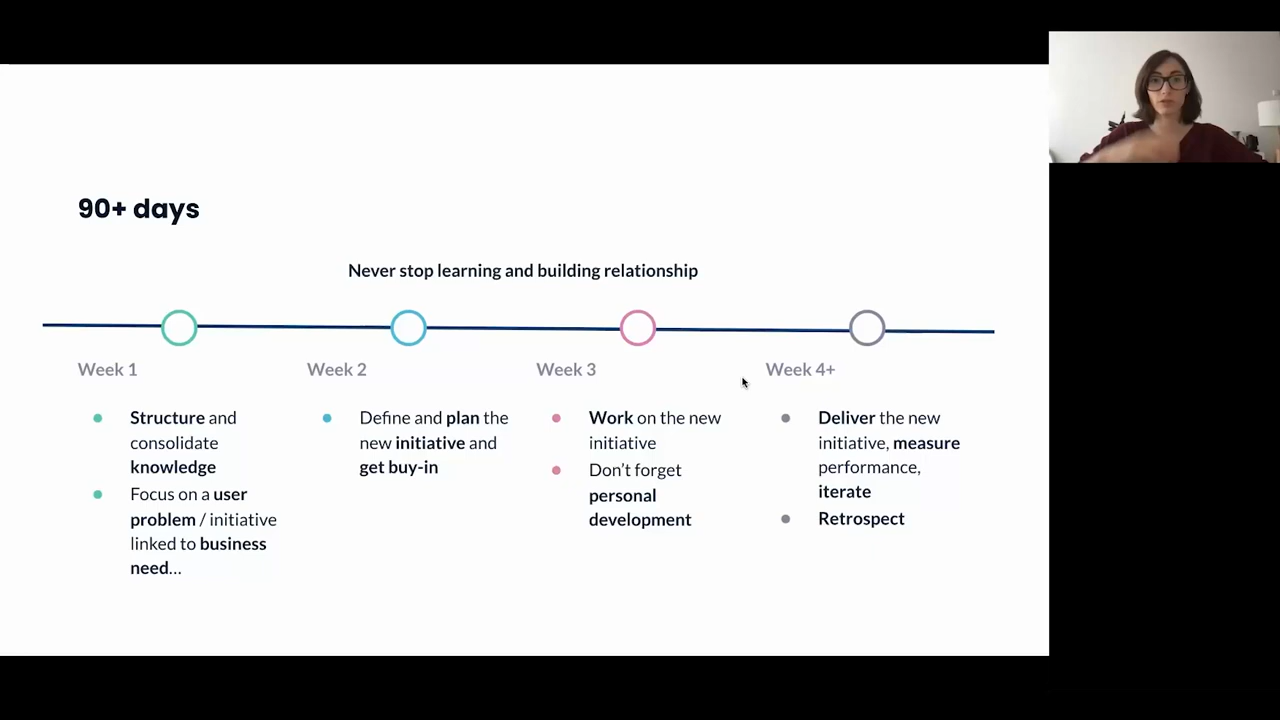 90+ days
Never stop learning and building relationship
Week 1
Structure and
consolidate
knowledge
Focus on a user
problem / initiative
linked to business
need...
Week 2
Define and plan the
new initiative and
get buy-in
Week 3
Work on the new
initiative
Don't forget
personal
development
Week 4+
Deliver the new
initiative, measure
performance,
iterate
Retrospect